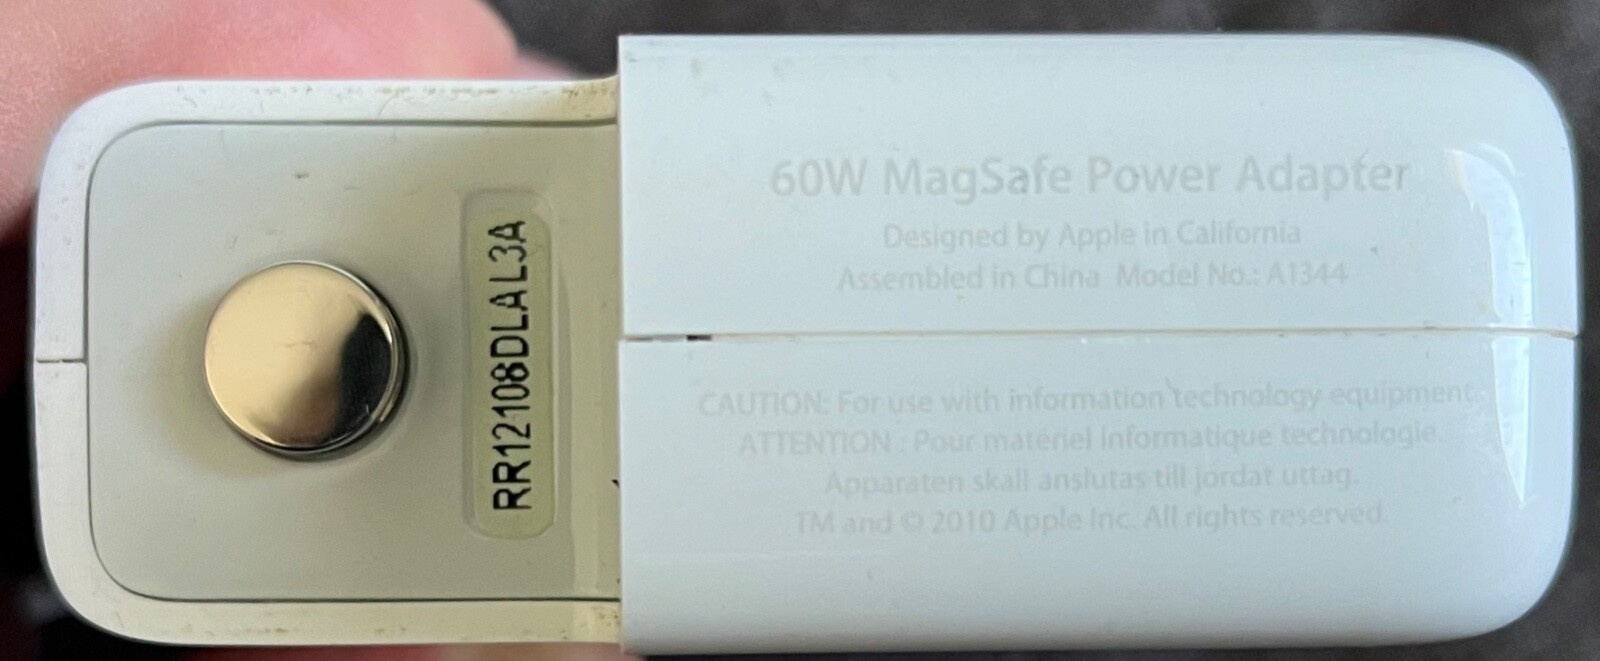 RR12108DLAL3A
60W MagSafe Power Adapter
Designed by Apple in California
Assembled in China Model No.: A1344
CAUTION: For use with information technology equipment.
ATTENTION : Pour matériel Informatique technologie.
Apparaten skall anslutas till jordat uttag.
TM and © 2010 Apple Inc. All rights reserved.